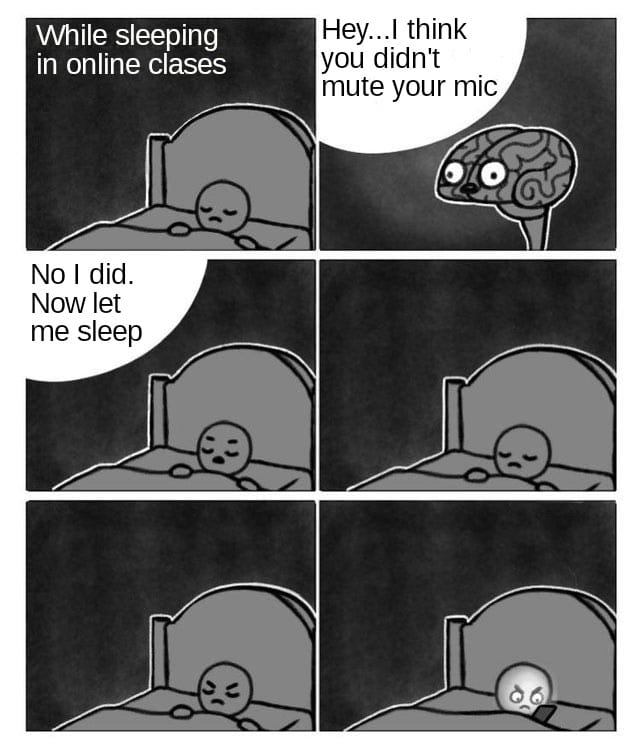 While sleeping
in online clases
Hey...I think
you didn't
mute your mic
No I did.
Now let
me sleep